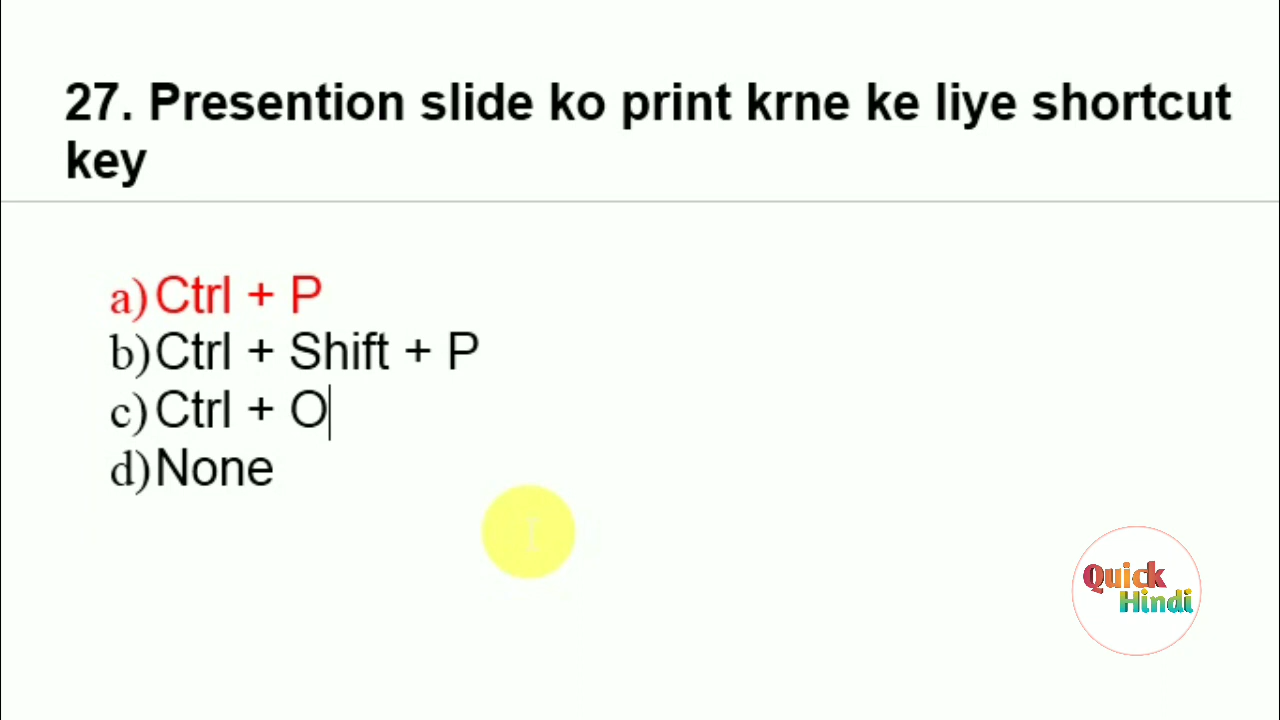 27. Presention slide ko print krne ke liye shortcut
key
a) Ctrl + P
b) Ctrl + Shift + P
c) Ctrl + O
d) None
Quick
Hindi